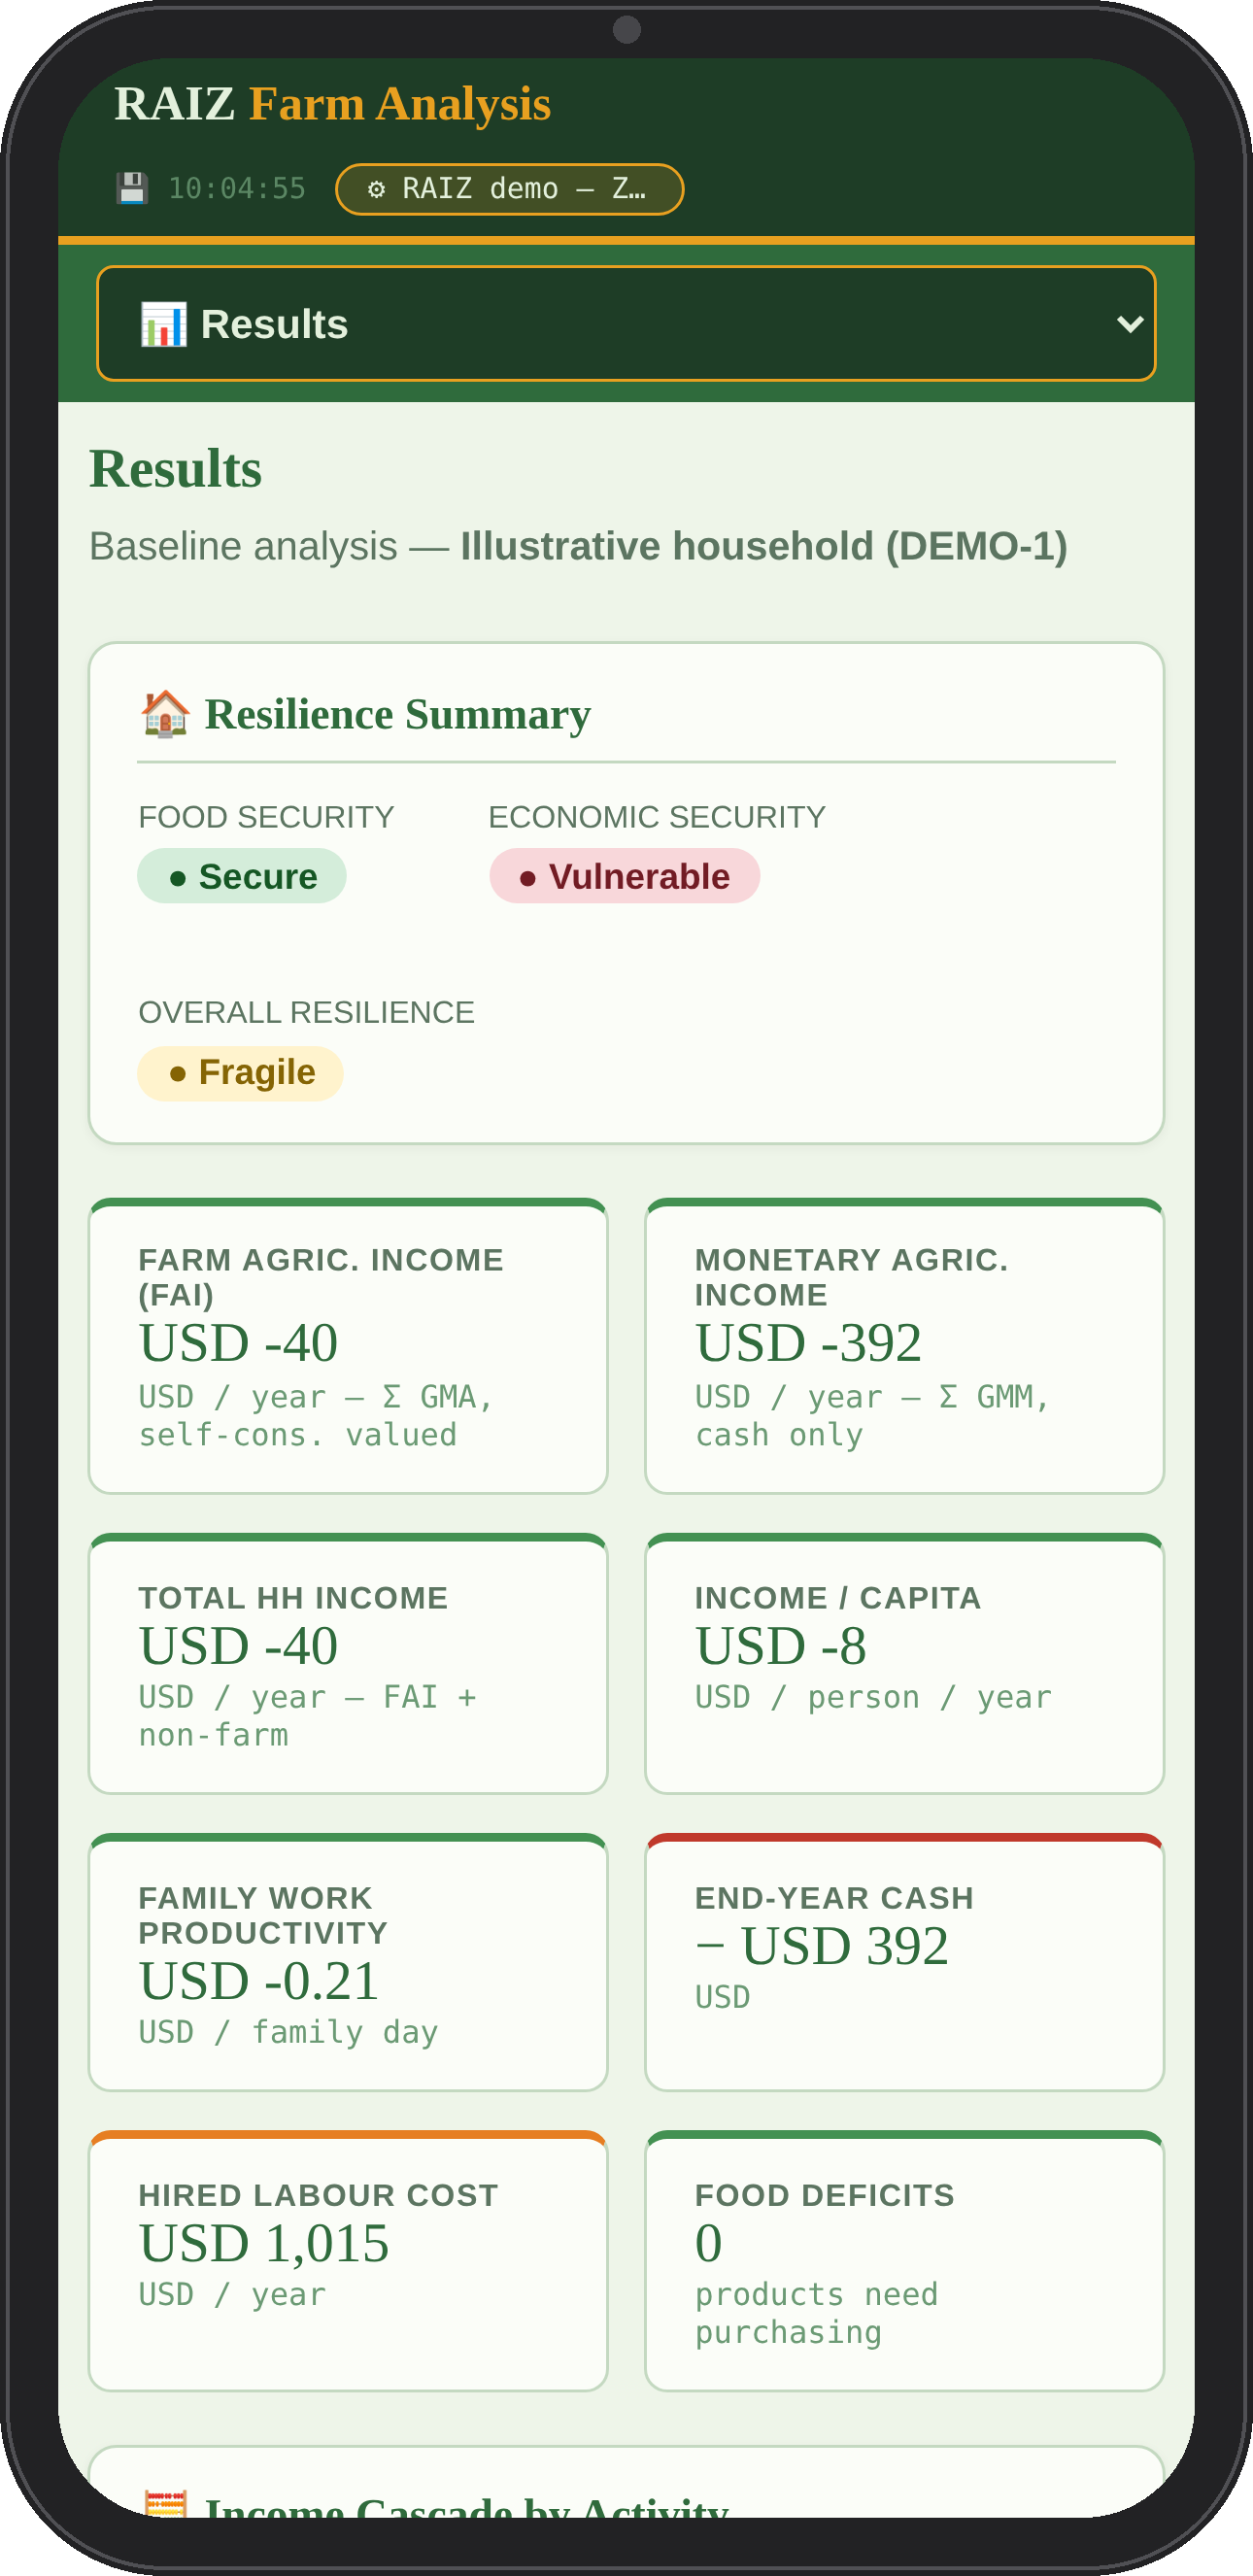 RAIZ Farm Analysis
💾 10:04:55 ⚙ RAIZ demo — Z…
📊 Results
Results
Baseline analysis — Illustrative household (DEMO-1)
🏠 Resilience Summary
FOOD SECURITY
● Secure
ECONOMIC SECURITY
● Vulnerable
OVERALL RESILIENCE
● Fragile
FARM AGRIC. INCOME
(FAI)
USD -40
USD / year — Σ GMA,
self-cons. valued
MONETARY AGRIC.
INCOME
USD -392
USD / year — Σ GMM,
cash only
TOTAL HH INCOME
USD -40
USD / year — FAI +
non-farm
INCOME / CAPITA
USD -8
USD / person / year
FAMILY WORK
PRODUCTIVITY
USD -0.21
USD / family day
END-YEAR CASH
− USD 392
USD
HIRED LABOUR COST
USD 1,015
USD / year
FOOD DEFICITS
0
products need
purchasing
🧮 Income Cascade by Activity